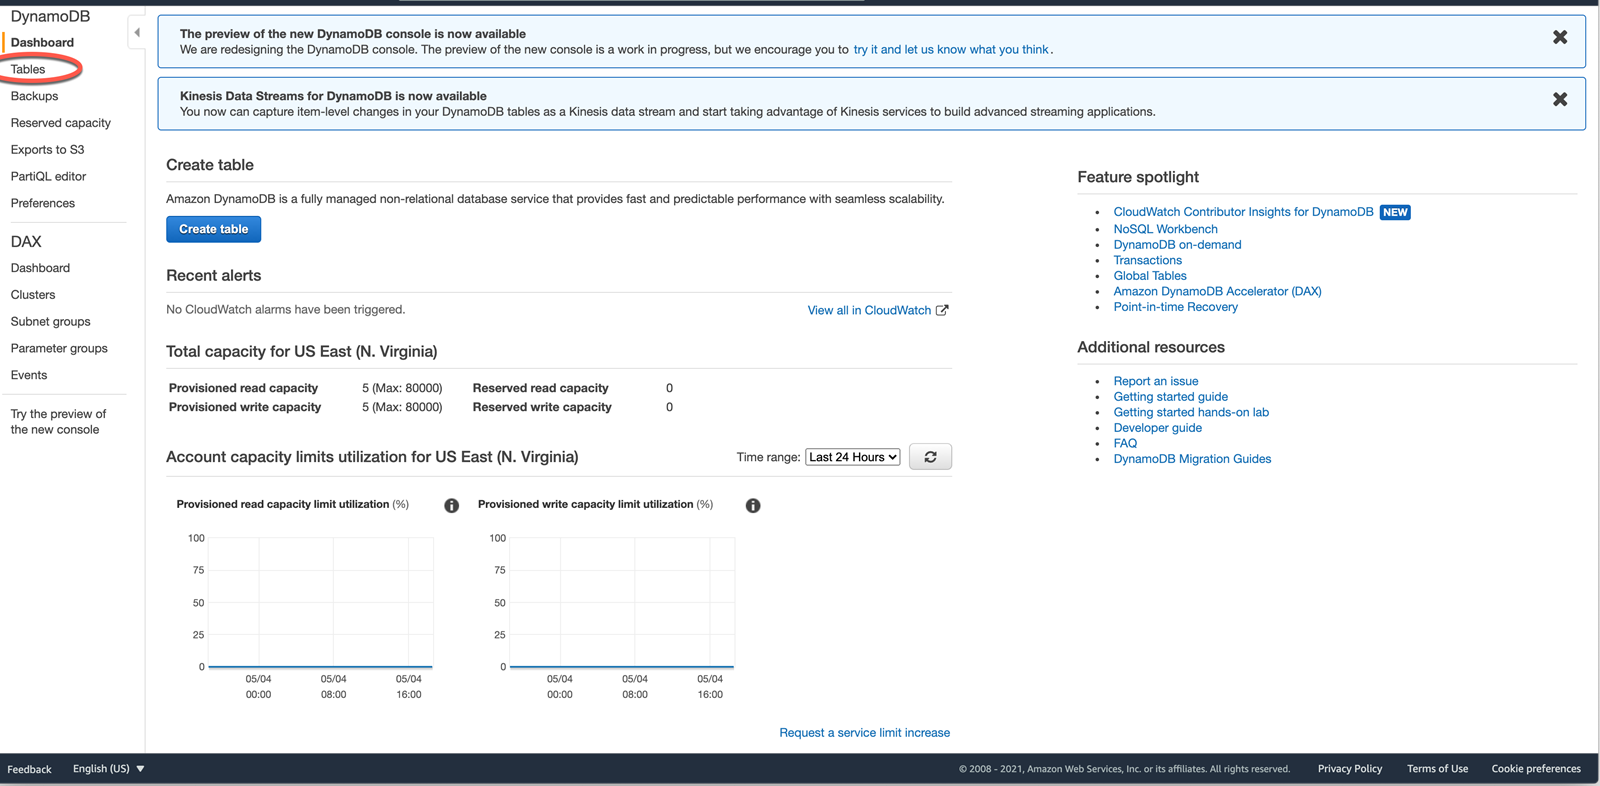 DynamoDB
Dashboard
Tables
Backups
Reserved capacity
Exports to S3
PartiQL editor
Preferences
DAX
Dashboard
Clusters
Subnet groups
Parameter groups
Events
Try the preview of
the new console
The preview of the new DynamoDB console is now available
We are redesigning the DynamoDB console. The preview of the new console is a work in progress, but we encourage you to try it and let us know what you think.
Kinesis Data Streams for DynamoDB is now available
You now can capture item-level changes in your DynamoDB tables as a Kinesis data stream and start taking advantage of Kinesis services to build advanced streaming applications.
Create table
Amazon DynamoDB is a fully managed non-relational database service that provides fast and predictable performance with seamless scalability.
Create table
Recent alerts
No CloudWatch alarms have been triggered. View all in CloudWatch
Total capacity for US East (N. Virginia)
Provisioned read capacity 5 (Max: 80000) Reserved read capacity 0
Provisioned write capacity 5 (Max: 80000) Reserved write capacity 0
Account capacity limits utilization for US East (N. Virginia) Time range: Last 24 Hours
Provisioned read capacity limit utilization (%)
100
75
50
25
0
05/04 05/04 05/04
00:00 08:00 16:00
Provisioned write capacity limit utilization (%)
100
75
50
25
0
05/04 05/04 05/04
00:00 08:00 16:00
Request a service limit increase
Feature spotlight
CloudWatch Contributor Insights for DynamoDB NEW
NoSQL Workbench
DynamoDB on-demand
Transactions
Global Tables
Amazon DynamoDB Accelerator (DAX)
Point-in-time Recovery
Additional resources
Report an issue
Getting started guide
Getting started hands-on lab
Developer guide
FAQ
DynamoDB Migration Guides
Feedback English (US) © 2008 - 2021, Amazon Web Services, Inc. or its affiliates. All rights reserved. Privacy Policy Terms of Use Cookie preferences